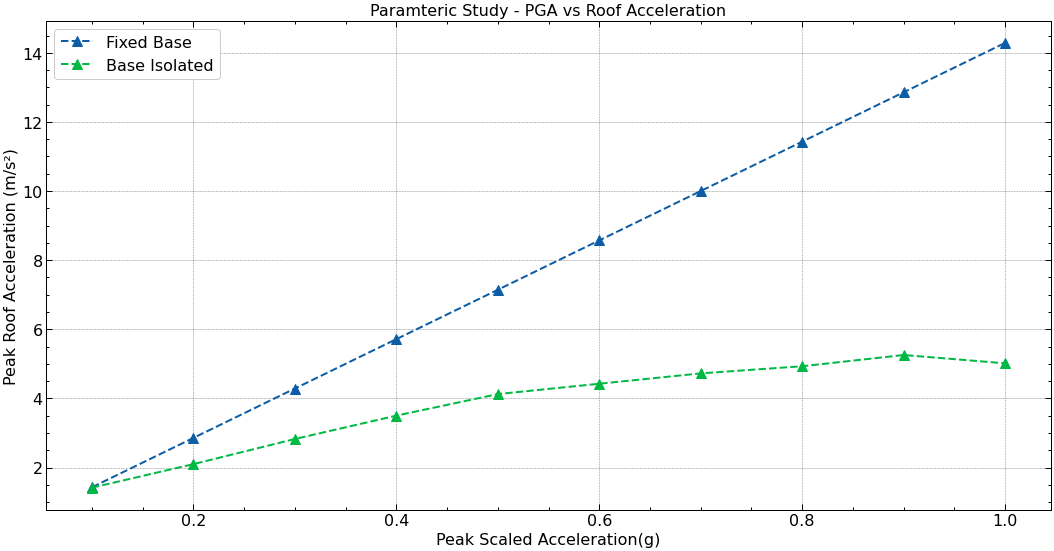 Paramteric Study - PGA vs Roof Acceleration
Fixed Base
Base Isolated
Peak Roof Acceleration (m/s²)
14
12
10
8
6
4
2
0.2 0.4 0.6 0.8 1.0
Peak Scaled Acceleration(g)